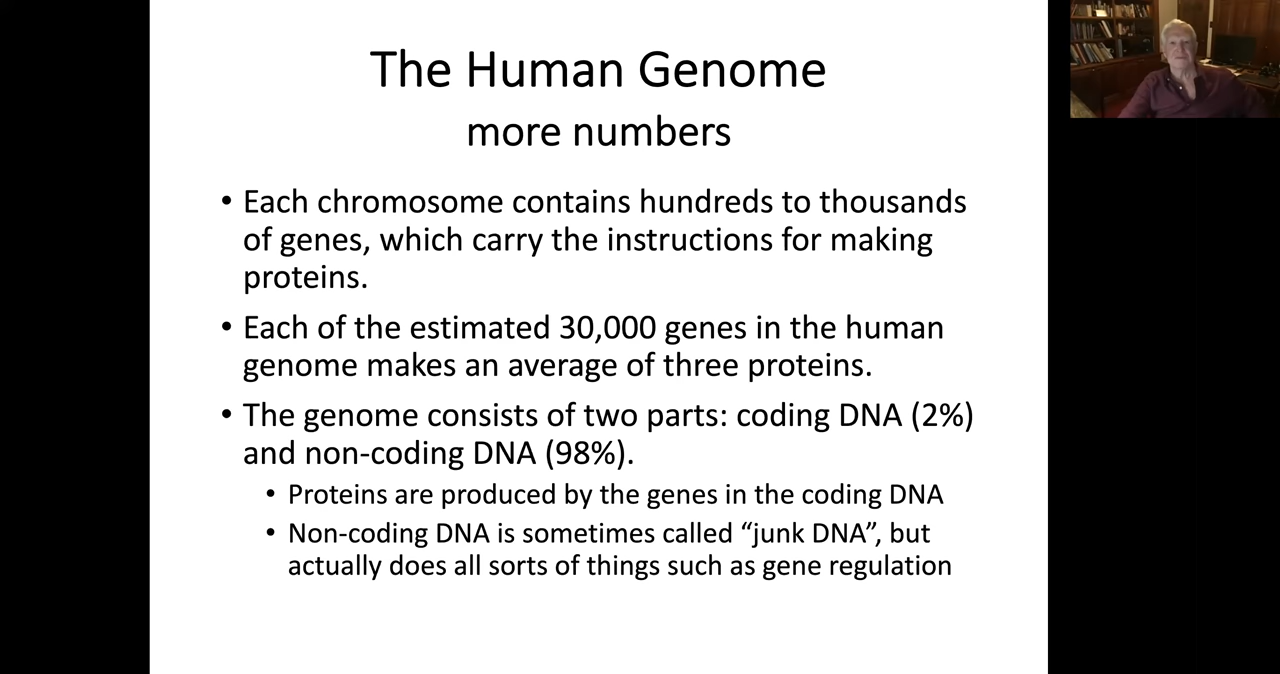 The Human Genome
more numbers
• Each chromosome contains hundreds to thousands
of genes, which carry the instructions for making
proteins.
• Each of the estimated 30,000 genes in the human
genome makes an average of three proteins.
• The genome consists of two parts: coding DNA (2%)
and non-coding DNA (98%).
• Proteins are produced by the genes in the coding DNA
• Non-coding DNA is sometimes called “junk DNA”, but
actually does all sorts of things such as gene regulation